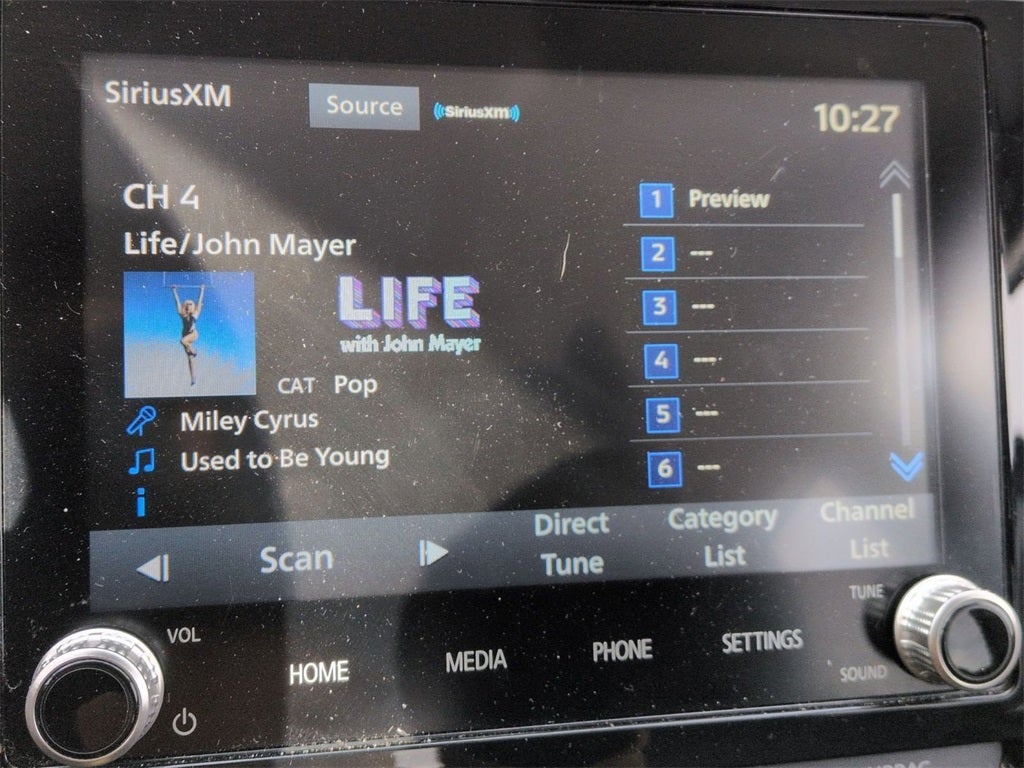 SiriusXM
Source
SiriusXM
10:27
CH 4
Life/John Mayer
LIFE
with John Mayer
CAT Pop
Miley Cyrus
Used to Be Young
i
1 Preview
2 ---
3 ---
4 ---
5 ---
6 ---
Scan
Direct
Tune
Category
List
Channel
List
VOL
HOME
MEDIA
PHONE
SETTINGS
TUNE
SOUND